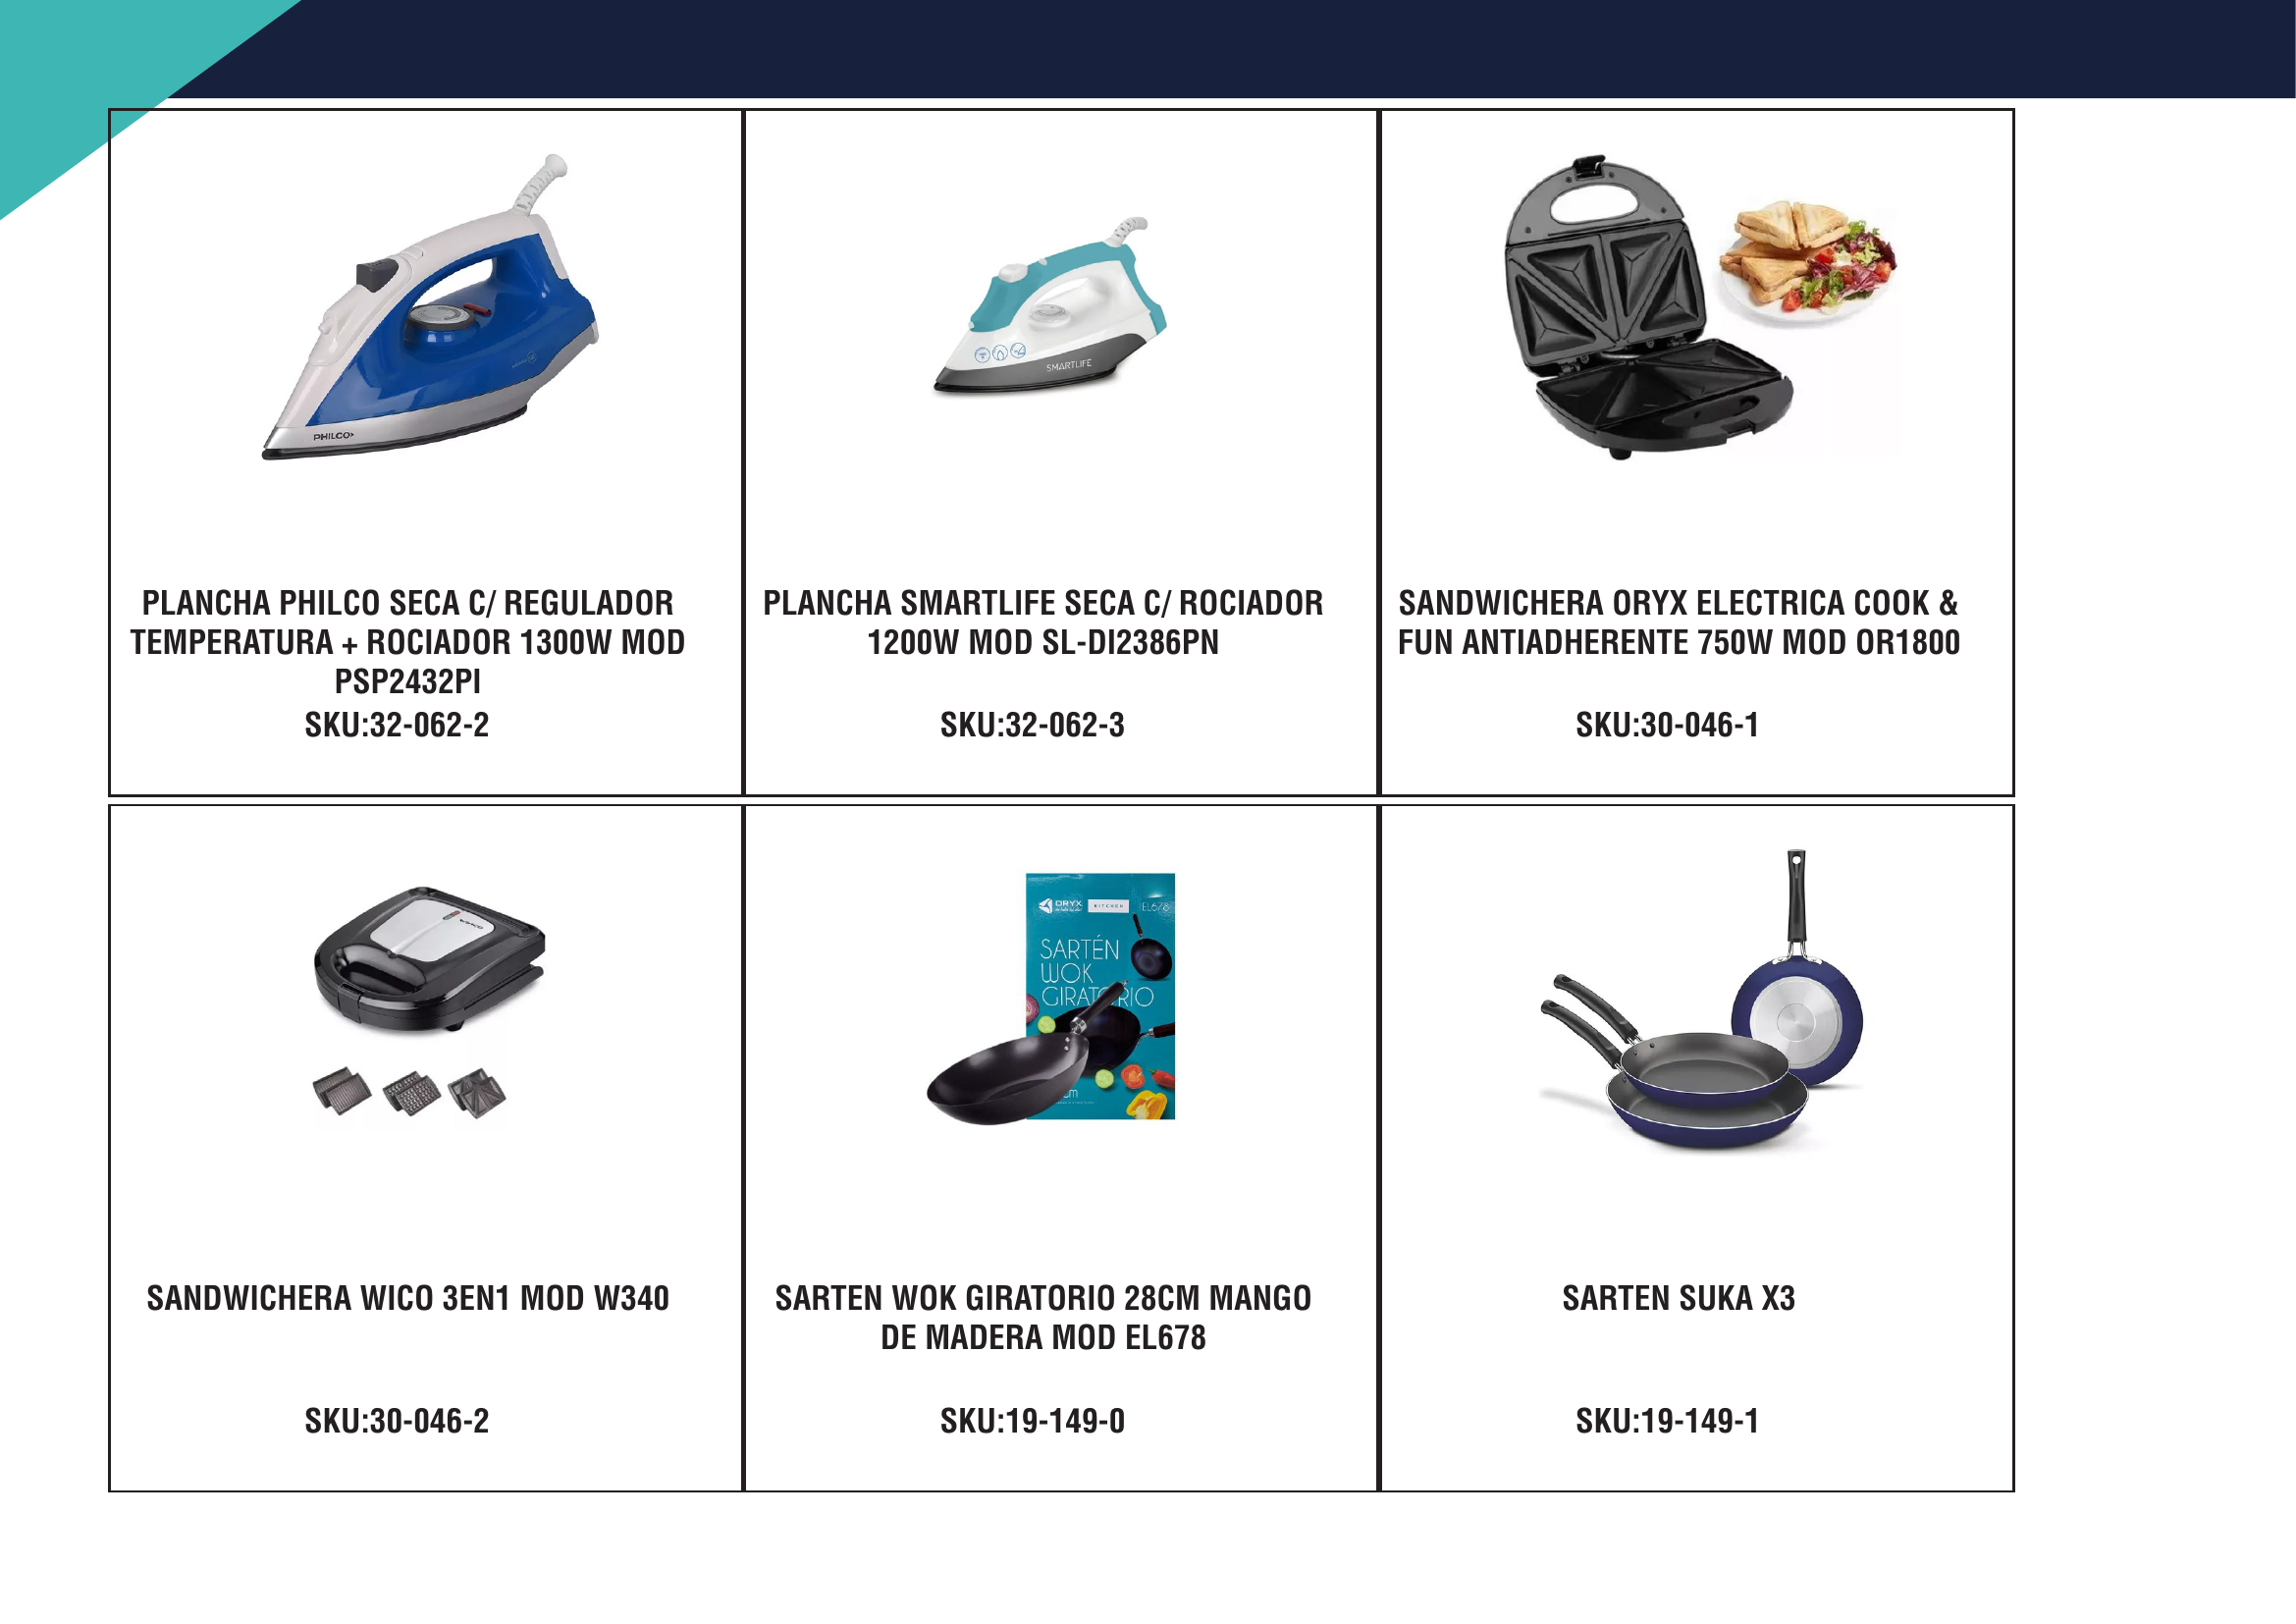 PHILCO
SMARTLIFE
PLANCHA PHILCO SECA C/ REGULADOR
TEMPERATURA + ROCIADOR 1300W MOD
PSP2432PI
SKU:32-062-2
PLANCHA SMARTLIFE SECA C/ ROCIADOR
1200W MOD SL-DI2386PN
SKU:32-062-3
SANDWICHERA ORYX ELECTRICA COOK &
FUN ANTIADHERENTE 750W MOD OR1800
SKU:30-046-1
ORYX
KITCHEN
EL678
SARTÉN
WOK
GIRATORIO
SANDWICHERA WICO 3EN1 MOD W340
SKU:30-046-2
SARTEN WOK GIRATORIO 28CM MANGO
DE MADERA MOD EL678
SKU:19-149-0
SARTEN SUKA X3
SKU:19-149-1